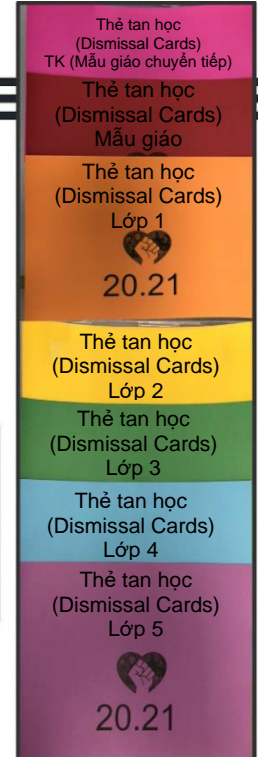 Thẻ tan học
(Dismissal Cards)
TK (Mẫu giáo chuyển tiếp)
Thẻ tan học
(Dismissal Cards)
Mẫu giáo
Thẻ tan học
(Dismissal Cards)
Lớp 1
20.21
Thẻ tan học
(Dismissal Cards)
Lớp 2
Thẻ tan học
(Dismissal Cards)
Lớp 3
Thẻ tan học
(Dismissal Cards)
Lớp 4
Thẻ tan học
(Dismissal Cards)
Lớp 5
20.21